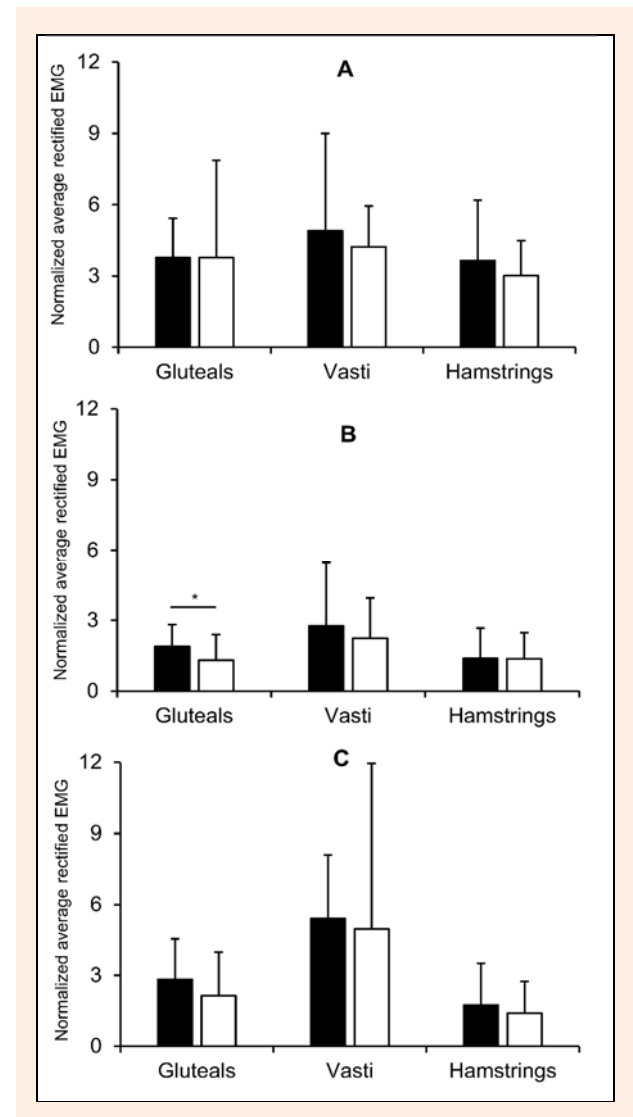 A
Normalized average rectified EMG
12
9
6
3
0
Gluteals Vasti Hamstrings
B
Normalized average rectified EMG
12
9
6
3
0
*
Gluteals Vasti Hamstrings
C
Normalized average rectified EMG
12
9
6
3
0
Gluteals Vasti Hamstrings